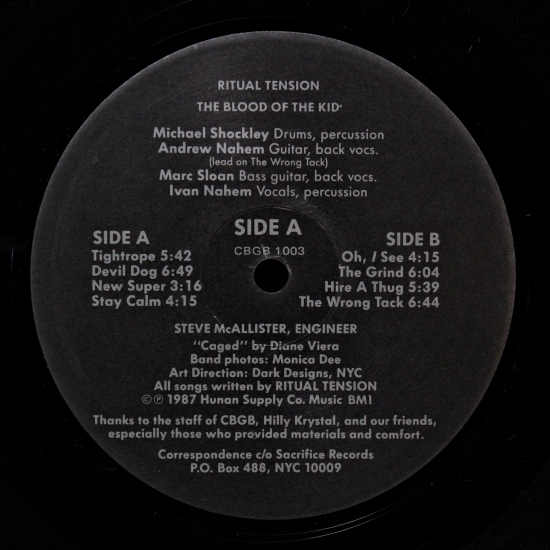 RITUAL TENSION
THE BLOOD OF THE KID*
Michael Shockley Drums, percussion
Andrew Nahem Guitar, back vocs.
(lead on The Wrong Tack)
Marc Sloan Bass guitar, back vocs.
Ivan Nahem Vocals, percussion
SIDE A
CBGB 1003
SIDE A
Tightrope 5:42
Devil Dog 6:49
New Super 3:16
Stay Calm 4:15
SIDE B
Oh, I See 4:15
The Grind 6:04
Hire A Thug 5:39
The Wrong Tack 6:44
STEVE McALLISTER, ENGINEER
"Caged" by Diane Viera
Band photos: Monica Dee
Art Direction: Dark Designs, NYC
All songs written by RITUAL TENSION
©℗ 1987 Hunan Supply Co. Music BMI
Thanks to the staff of CBGB, Hilly Krystal, and our friends,
especially those who provided materials and comfort.
Correspondence c/o Sacrifice Records
P.O. Box 488, NYC 10009